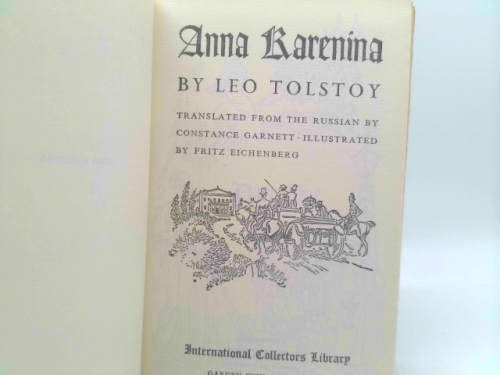 Anna Karenina
BY LEO TOLSTOY
TRANSLATED FROM THE RUSSIAN BY
CONSTANCE GARNETT · ILLUSTRATED
BY FRITZ EICHENBERG
International Collectors Library
GARDEN